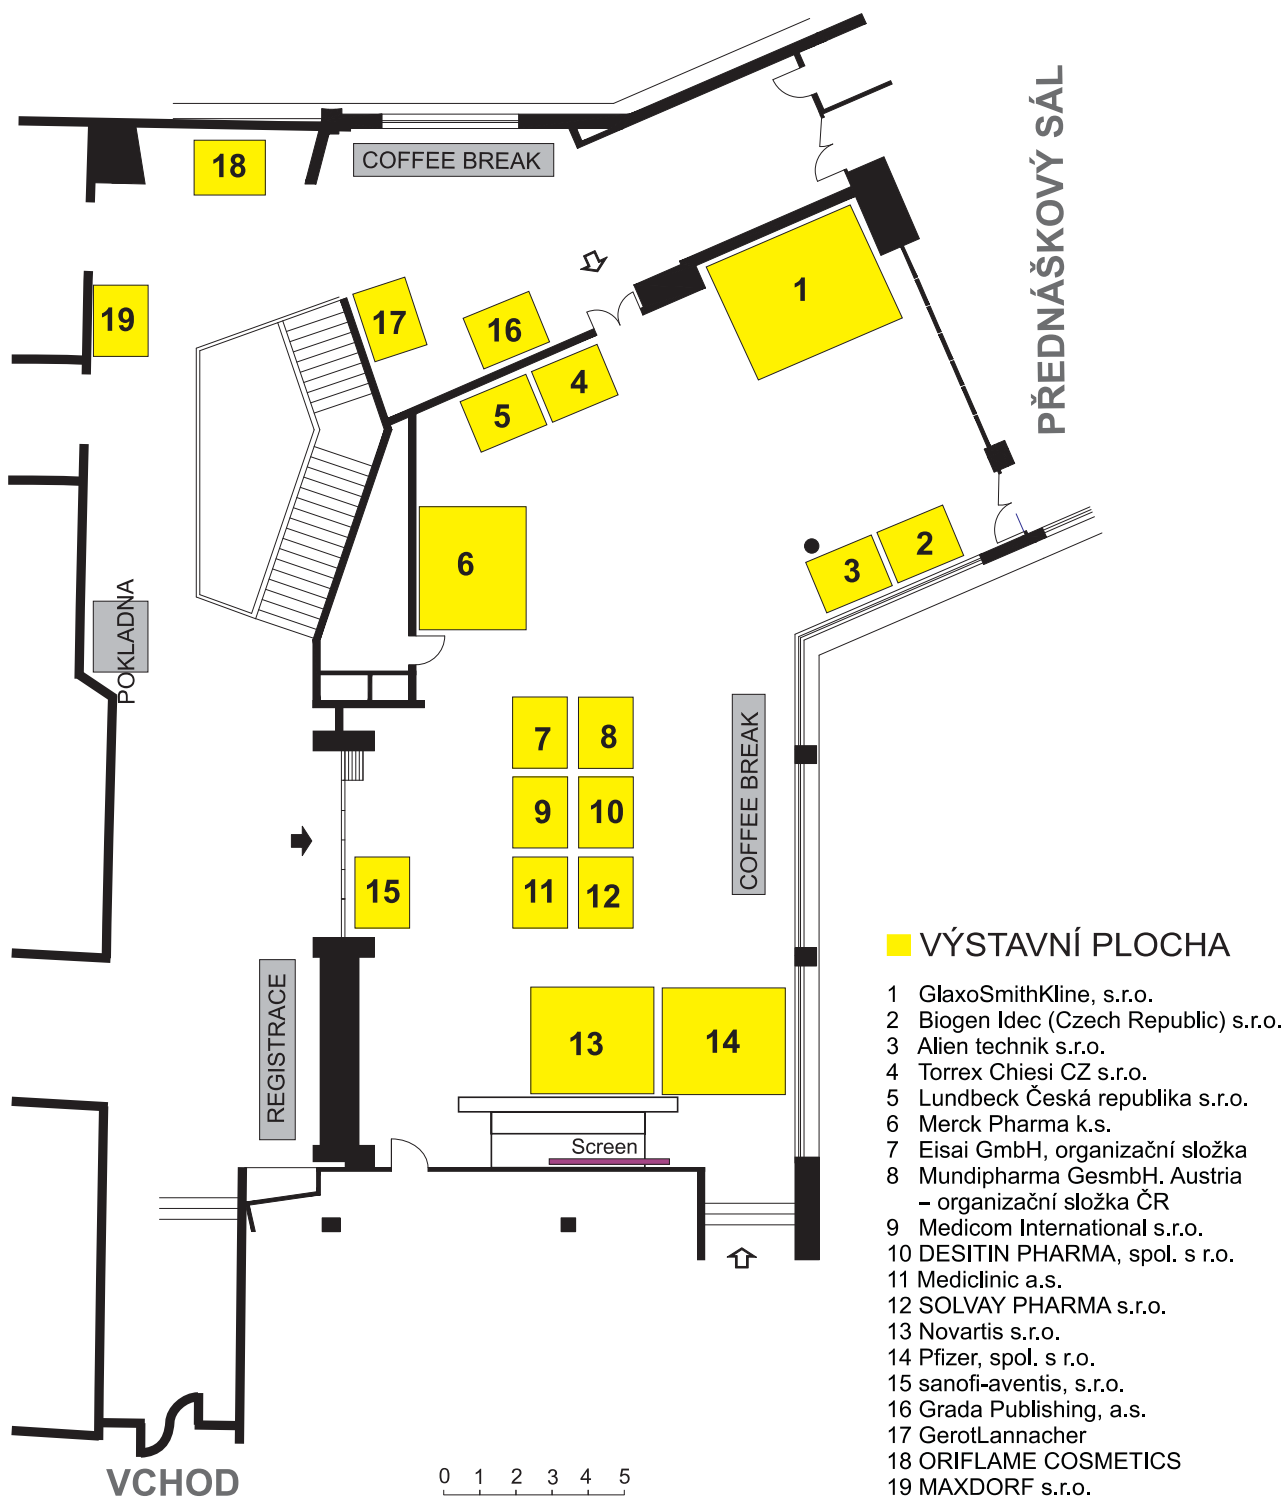 PŘEDNÁŠKOVÝ SÁL
COFFEE BREAK
18
1
19
17
16
4
5
6
2
3
POKLADNA
7
8
COFFEE BREAK
9
10
15
11
12
REGISTRACE
13
14
Screen
VCHOD
0 1 2 3 4 5
VÝSTAVNÍ PLOCHA
1 GlaxoSmithKline, s.r.o.
2 Biogen Idec (Czech Republic) s.r.o.
3 Alien technik s.r.o.
4 Torrex Chiesi CZ s.r.o.
5 Lundbeck Česká republika s.r.o.
6 Merck Pharma k.s.
7 Eisai GmbH, organizační složka
8 Mundipharma GesmbH. Austria
– organizační složka ČR
9 Medicom International s.r.o.
10 DESITIN PHARMA, spol. s r.o.
11 Mediclinic a.s.
12 SOLVAY PHARMA s.r.o.
13 Novartis s.r.o.
14 Pfizer, spol. s r.o.
15 sanofi-aventis, s.r.o.
16 Grada Publishing, a.s.
17 GerotLannacher
18 ORIFLAME COSMETICS
19 MAXDORF s.r.o.